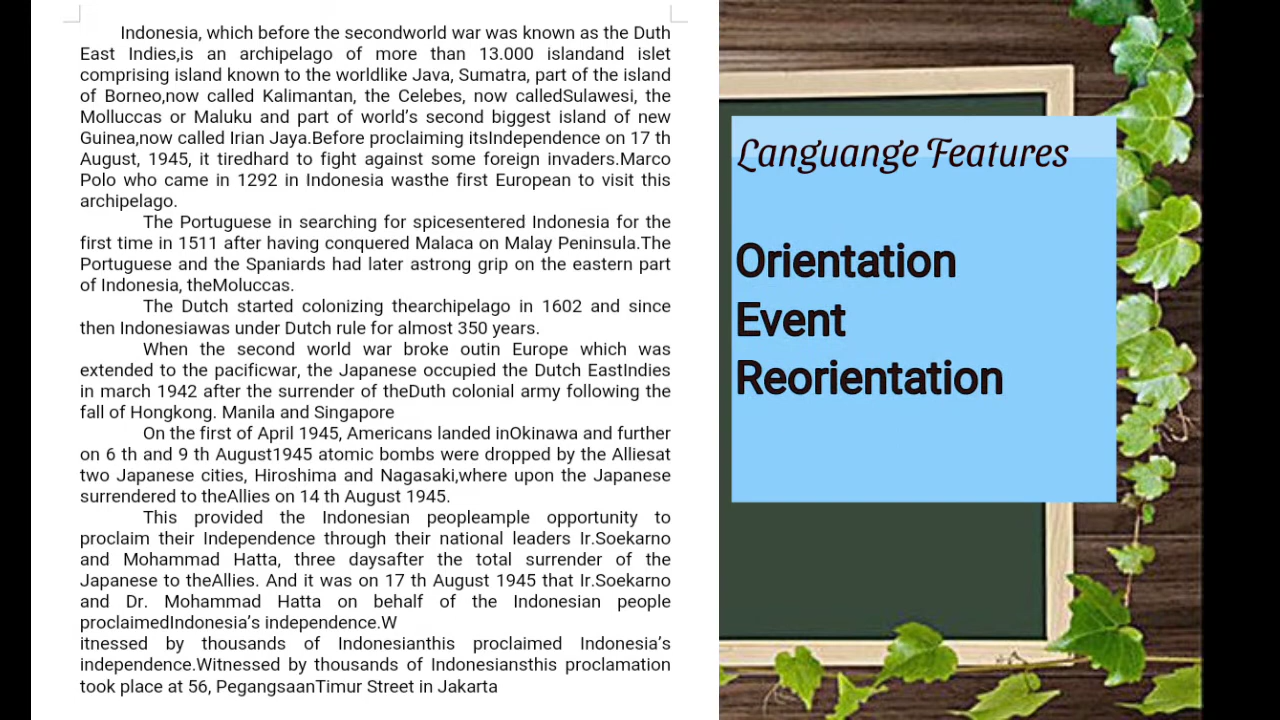 Indonesia, which before the secondworld war was known as the Duth
East Indies,is an archipelago of more than 13.000 islandand islet
comprising island known to the worldlike Java, Sumatra, part of the island
of Borneo,now called Kalimantan, the Celebes, now calledSulawesi, the
Molluccas or Maluku and part of world's second biggest island of new
Guinea,now called Irian Jaya.Before proclaiming itsIndependence on 17 th
August, 1945, it tiredhard to fight against some foreign invaders.Marco
Polo who came in 1292 in Indonesia wasthe first European to visit this
archipelago.
The Portuguese in searching for spicesentered Indonesia for the
first time in 1511 after having conquered Malaca on Malay Peninsula.The
Portuguese and the Spaniards had later astrong grip on the eastern part
of Indonesia, theMoluccas.
The Dutch started colonizing thearchipelago in 1602 and since
then Indonesiawas under Dutch rule for almost 350 years.
When the second world war broke outin Europe which was
extended to the pacificwar, the Japanese occupied the Dutch EastIndies
in march 1942 after the surrender of theDuth colonial army following the
fall of Hongkong. Manila and Singapore
On the first of April 1945, Americans landed inOkinawa and further
on 6 th and 9 th August1945 atomic bombs were dropped by the Alliesat
two Japanese cities, Hiroshima and Nagasaki,where upon the Japanese
surrendered to theAllies on 14 th August 1945.
This provided the Indonesian peopleample opportunity to
proclaim their Independence through their national leaders Ir.Soekarno
and Mohammad Hatta, three daysafter the total surrender of the
Japanese to theAllies. And it was on 17 th August 1945 that Ir.Soekarno
and Dr. Mohammad Hatta on behalf of the Indonesian people
proclaimedIndonesia's independence.W
itnessed by thousands of Indonesianthis proclaimed Indonesia's
independence.Witnessed by thousands of Indonesiansthis proclamation
took place at 56, PegangsaanTimur Street in Jakarta
Languange Features
Orientation
Event
Reorientation